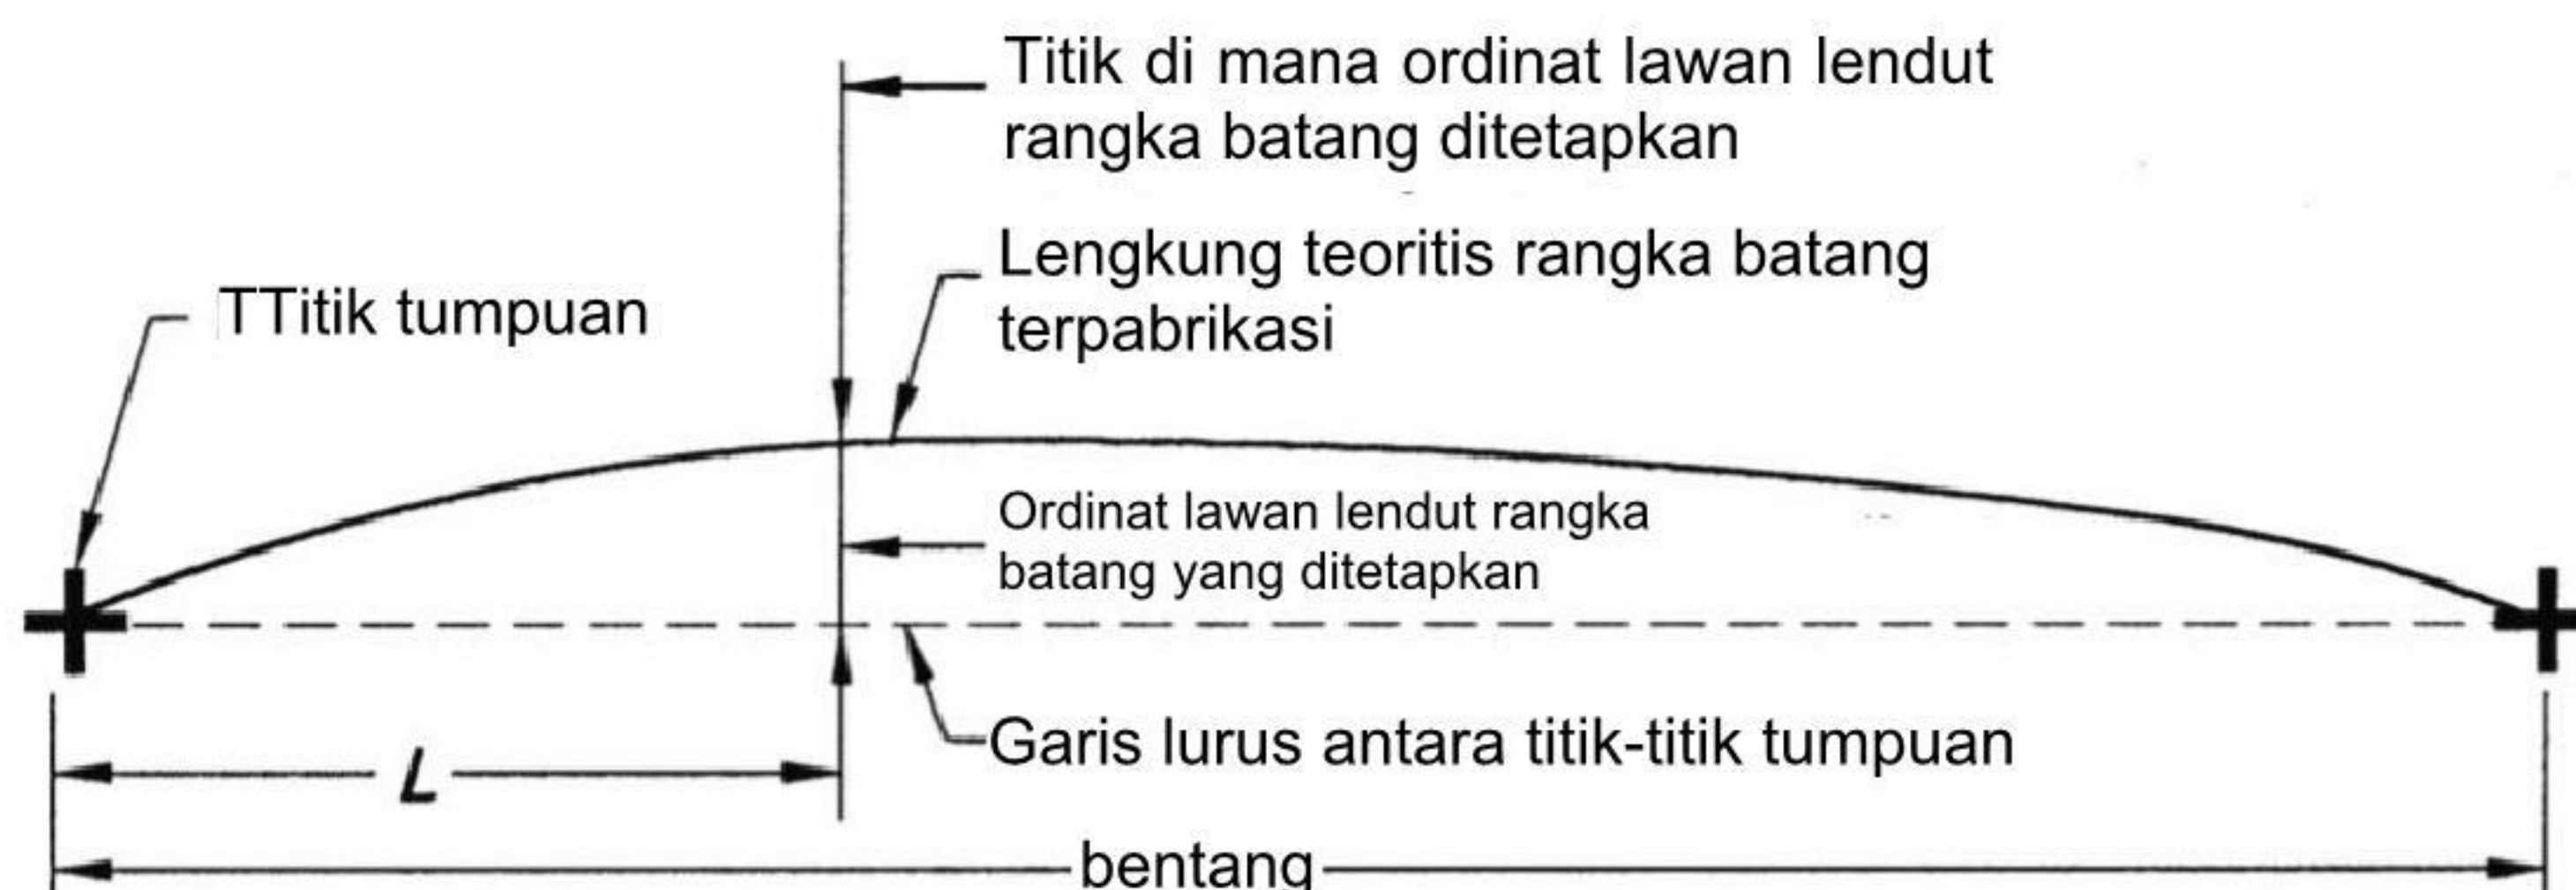 Titik di mana ordinat lawan lendut
rangka batang ditetapkan
Lengkung teoritis rangka batang
terpabrikasi
TTitik tumpuan
Ordinat lawan lendut rangka
batang yang ditetapkan
Garis lurus antara titik-titik tumpuan
L
bentang